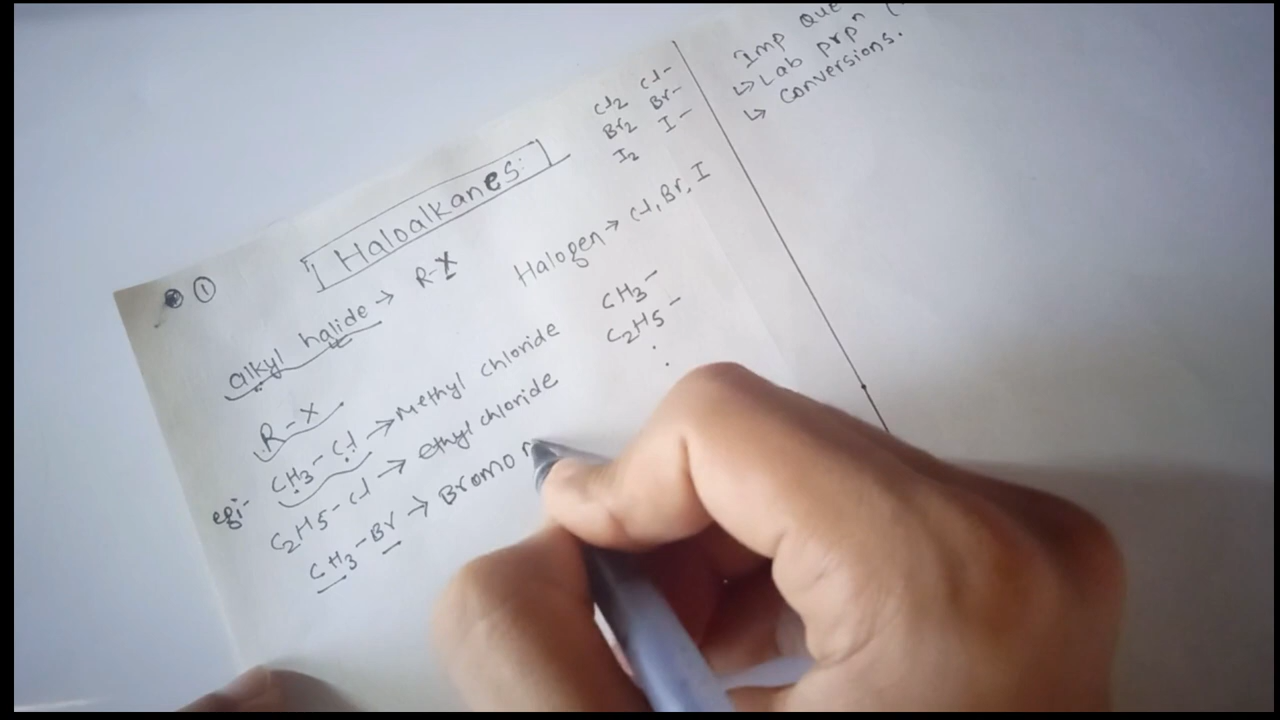 Imp Que
↳ Lab prpⁿ (
↳ conversions.
Cl2 Cl-
Br2 Br-
I2 I-
Haloalkanes:
①
alkyl halide → R-X
Halogen → Cl, Br, I
R-X
CH3-
C2H5-
eg:- CH3-Cl → Methyl chloride
C2H5-Cl → ethyl chloride
CH3-Br → Bromo